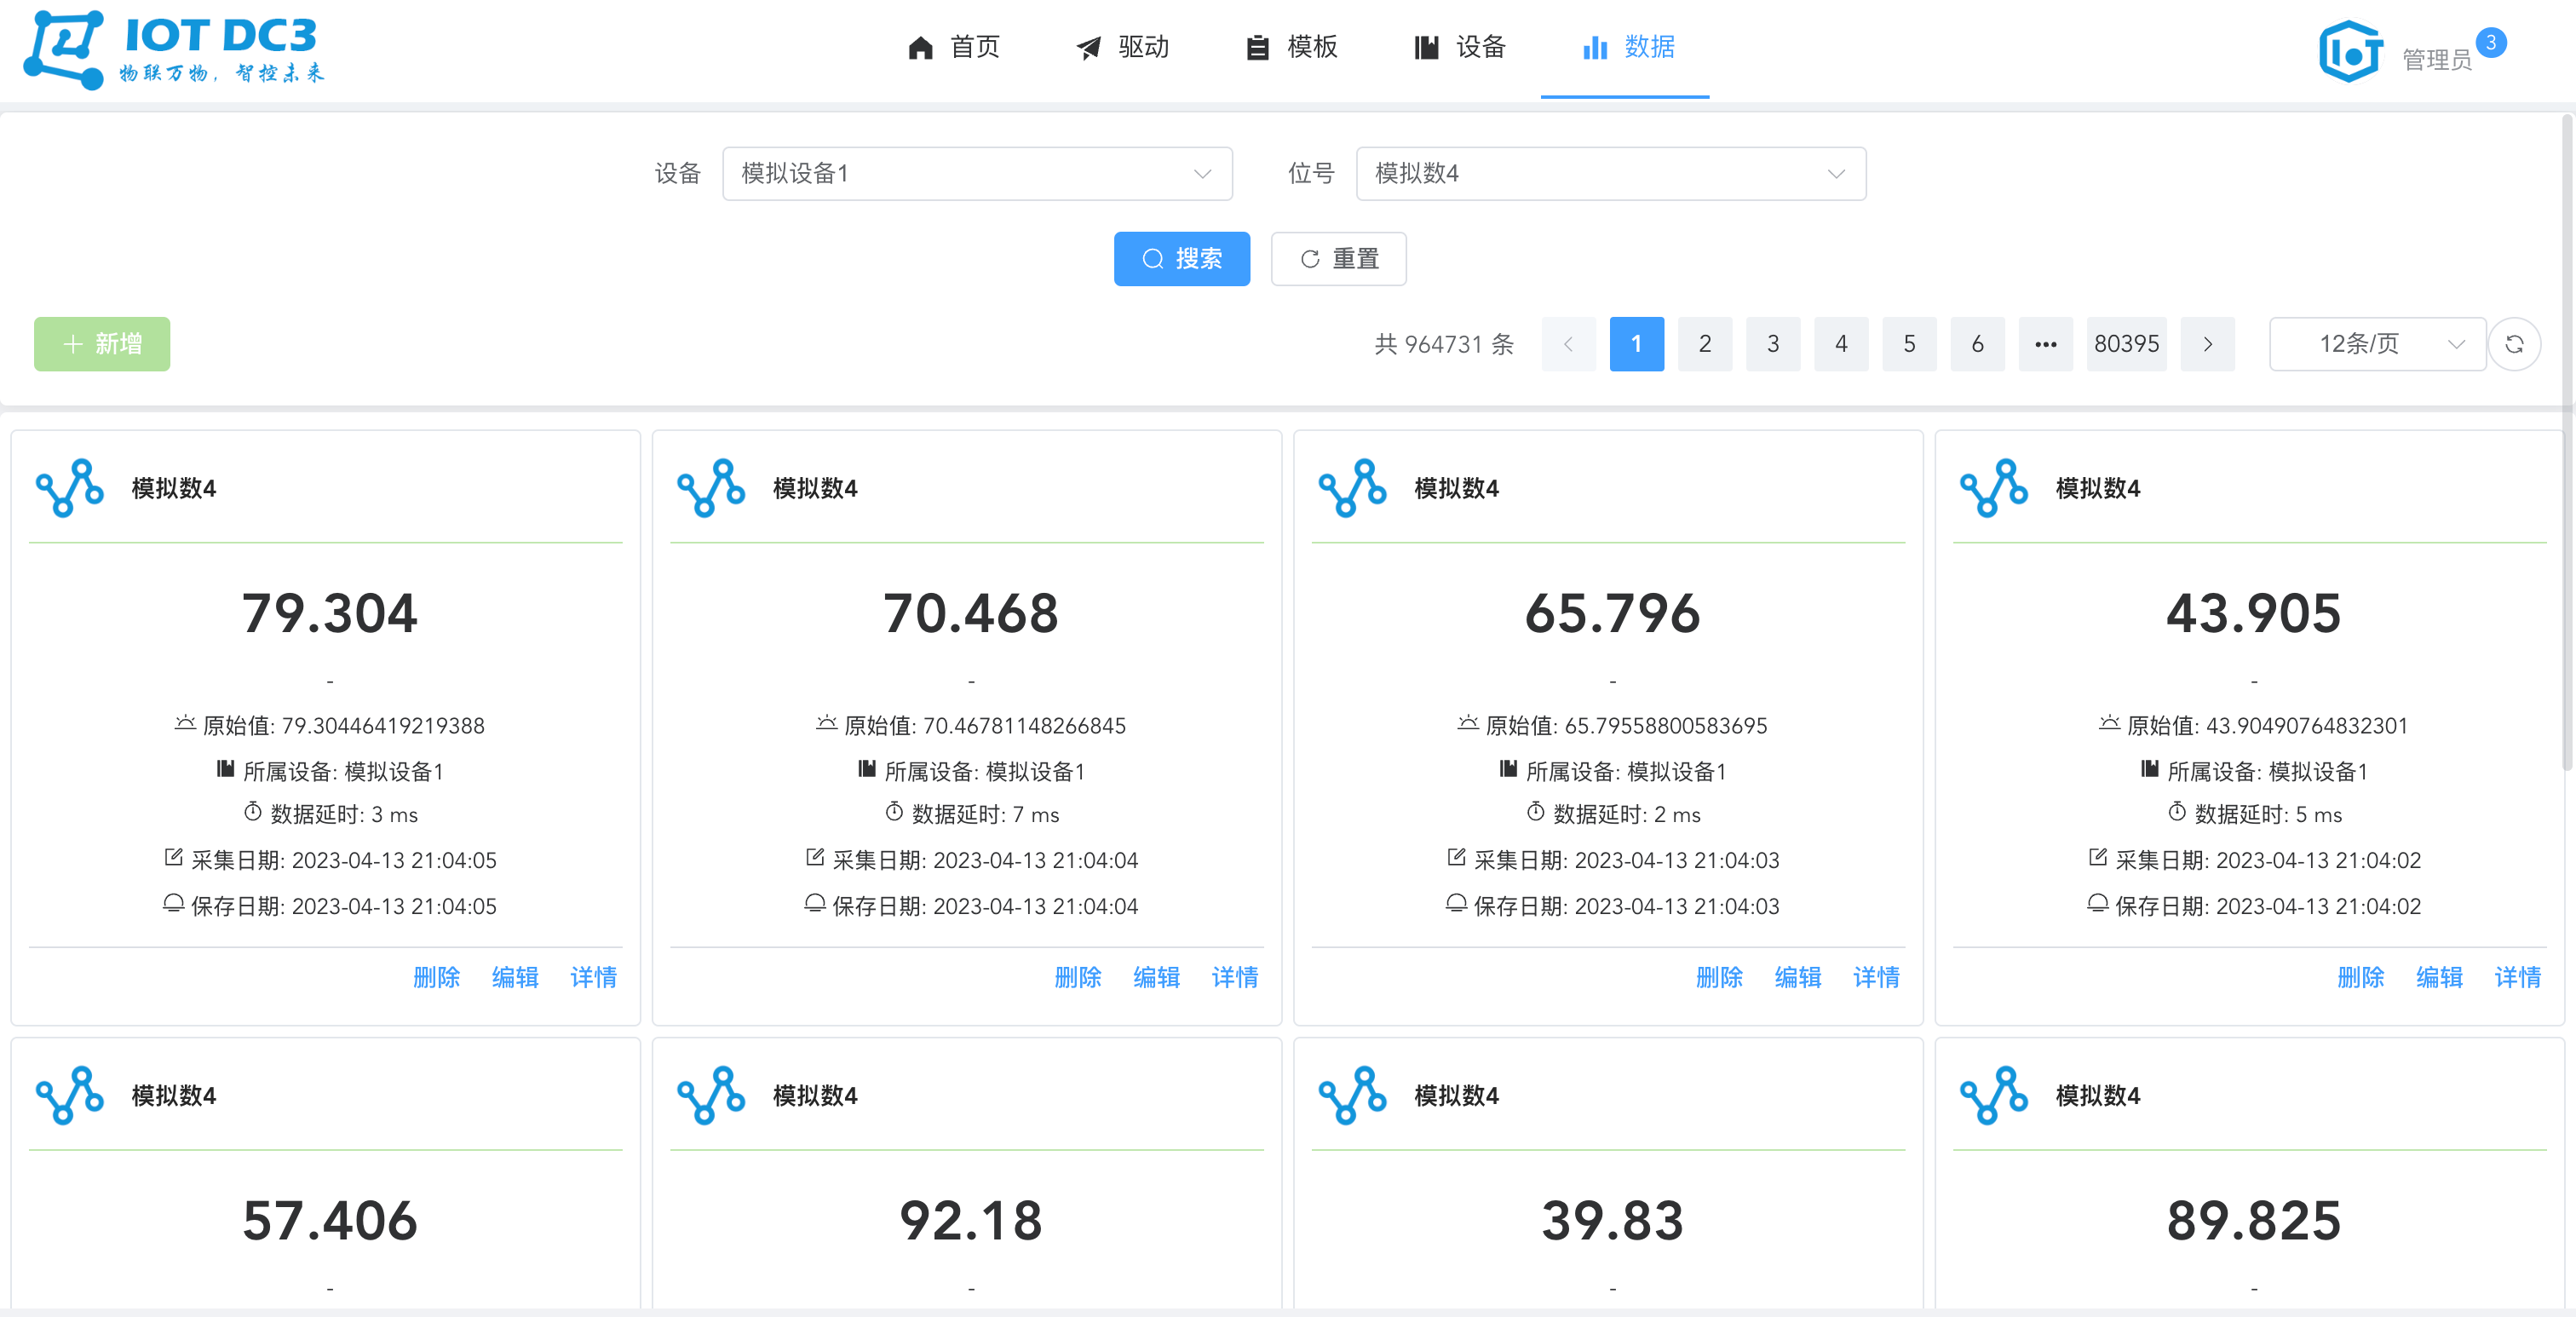 IOT DC3
物联万物，智控未来
首页 驱动 模板 设备 数据
管理员 3
设备 模拟设备1 位号 模拟数4
搜索 重置
新增 共 964731 条 1 2 3 4 5 6 ••• 80395 12条/页
模拟数4
79.304
-
原始值: 79.30446419219388
所属设备: 模拟设备1
数据延时: 3 ms
采集日期: 2023-04-13 21:04:05
保存日期: 2023-04-13 21:04:05
删除 编辑 详情
模拟数4
70.468
-
原始值: 70.46781148266845
所属设备: 模拟设备1
数据延时: 7 ms
采集日期: 2023-04-13 21:04:04
保存日期: 2023-04-13 21:04:04
删除 编辑 详情
模拟数4
65.796
-
原始值: 65.79558800583695
所属设备: 模拟设备1
数据延时: 2 ms
采集日期: 2023-04-13 21:04:03
保存日期: 2023-04-13 21:04:03
删除 编辑 详情
模拟数4
43.905
-
原始值: 43.90490764832301
所属设备: 模拟设备1
数据延时: 5 ms
采集日期: 2023-04-13 21:04:02
保存日期: 2023-04-13 21:04:02
删除 编辑 详情
模拟数4
57.406
-
模拟数4
92.18
-
模拟数4
39.83
-
模拟数4
89.825
-